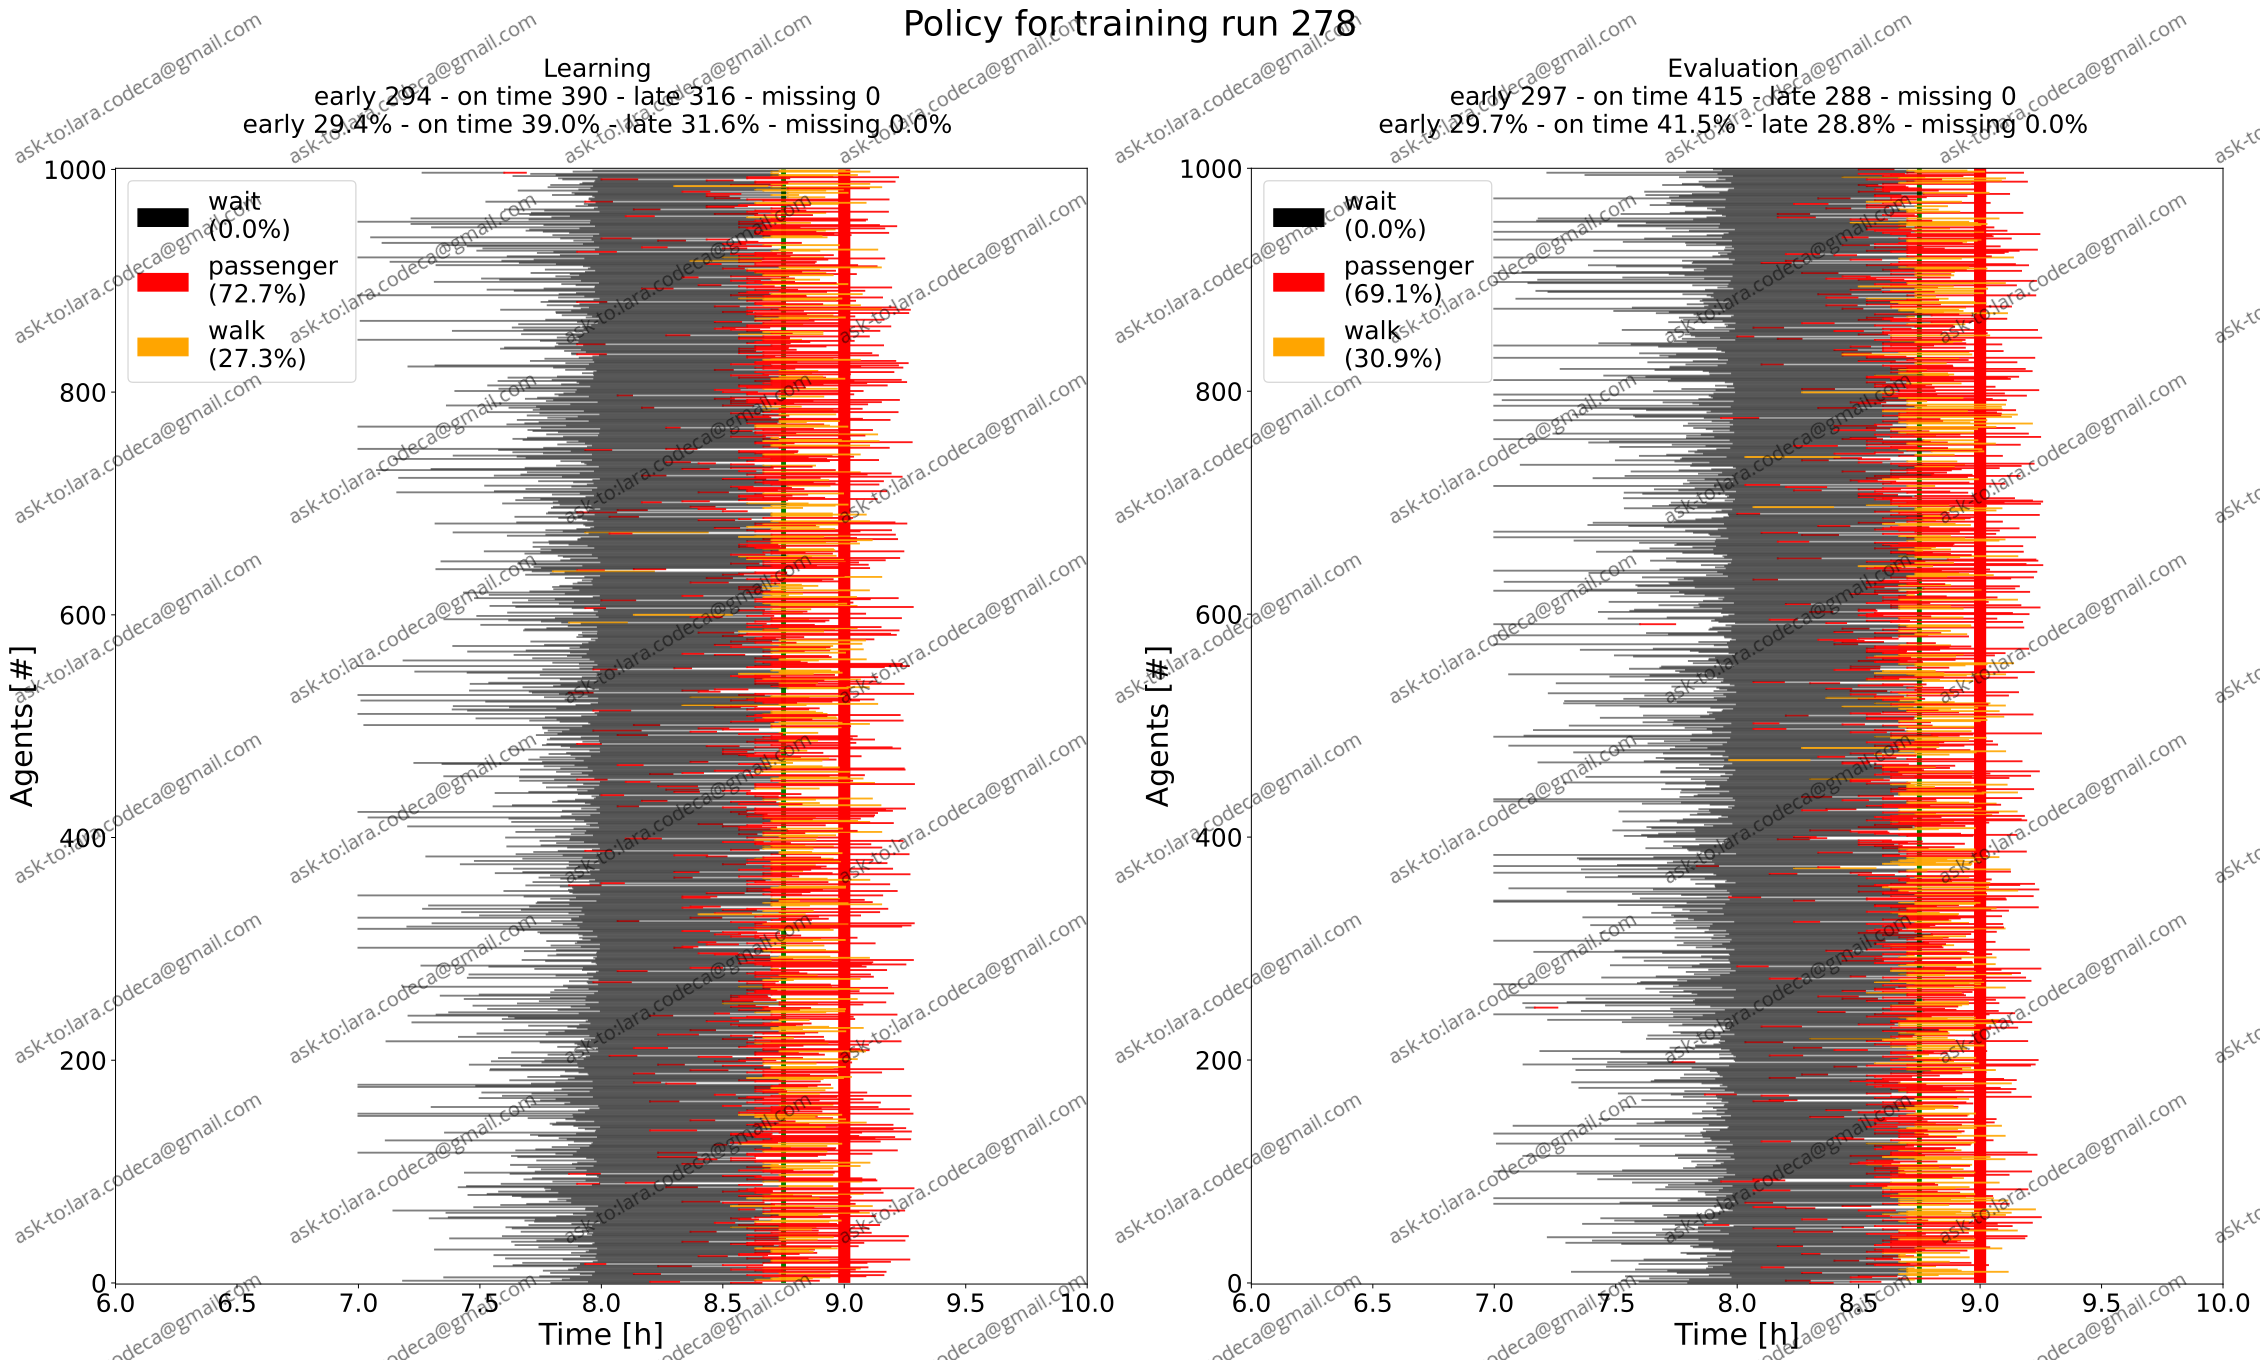 Policy for training run 278
Learning
early 294 - on time 390 - late 316 - missing 0
early 29.4% - on time 39.0% - late 31.6% - missing 0.0%
Evaluation
early 297 - on time 415 - late 288 - missing 0
early 29.7% - on time 41.5% - late 28.8% - missing 0.0%
wait
(0.0%)
passenger
(72.7%)
walk
(27.3%)
Agents [#]
1000
800
600
400
200
0
6.0 6.5 7.0 7.5 8.0 8.5 9.0 9.5 10.0
Time [h]
wait
(0.0%)
passenger
(69.1%)
walk
(30.9%)
Agents [#]
1000
800
600
400
200
0
6.0 6.5 7.0 7.5 8.0 8.5 9.0 9.5 10.0
Time [h]
ask-to:lara.codeca@gmail.com